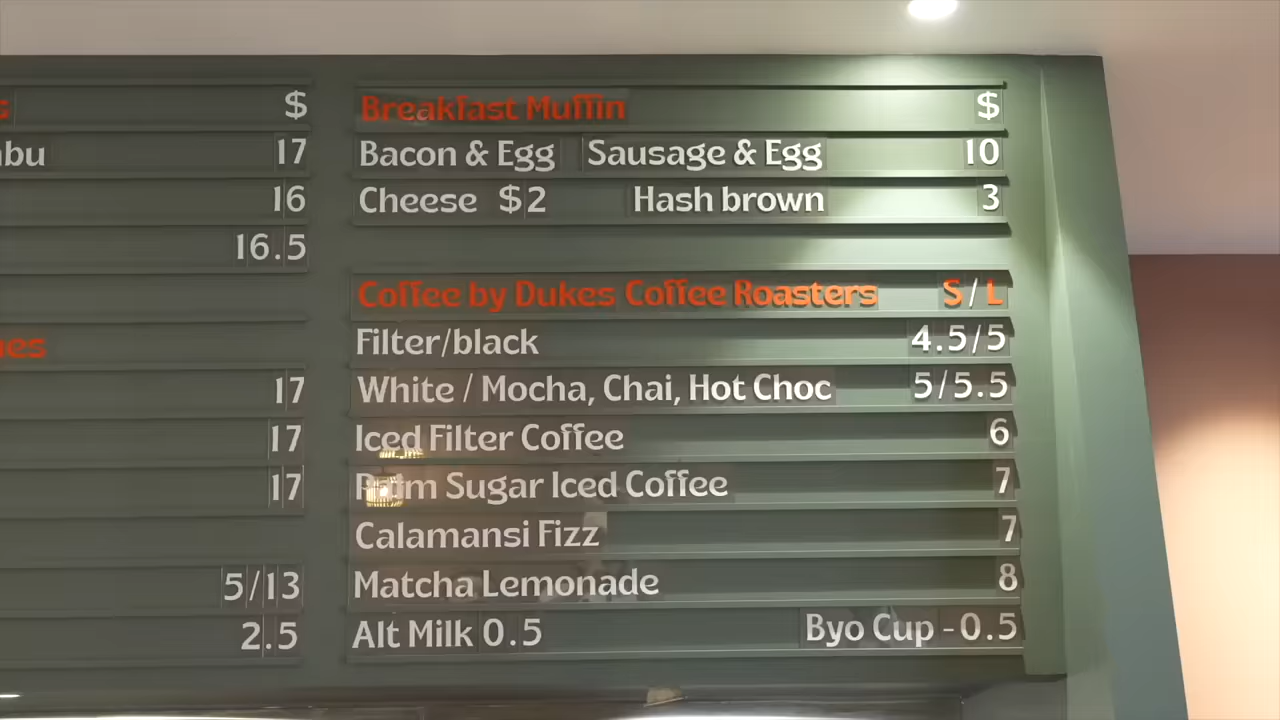 $
17
16
16.5
17
17
17
5/13
2.5
Breakfast Muffin $
Bacon & Egg Sausage & Egg 10
Cheese $2 Hash brown 3
Coffee by Dukes Coffee Roasters S/L
Filter/black 4.5/5
White / Mocha, Chai, Hot Choc 5/5.5
Iced Filter Coffee 6
Palm Sugar Iced Coffee 7
Calamansi Fizz 7
Matcha Lemonade 8
Alt Milk 0.5 Byo Cup -0.5